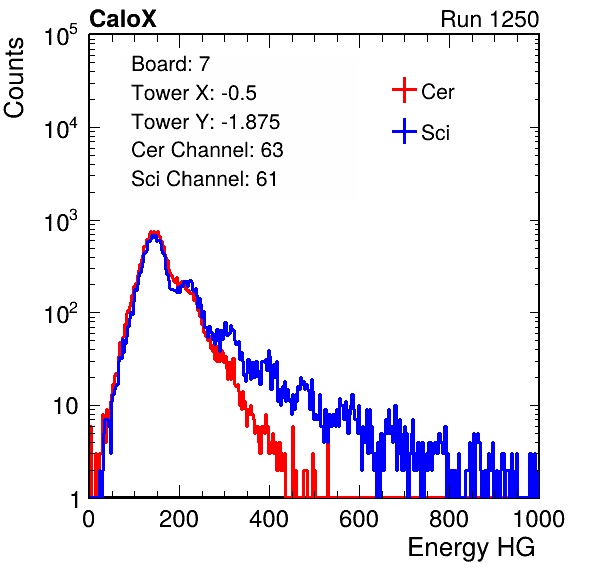 CaloX Run 1250
Counts
10^5
10^4
10^3
10^2
10
1
Board: 7
Tower X: -0.5
Tower Y: -1.875
Cer Channel: 63
Sci Channel: 61
Cer
Sci
0 200 400 600 800 1000
Energy HG